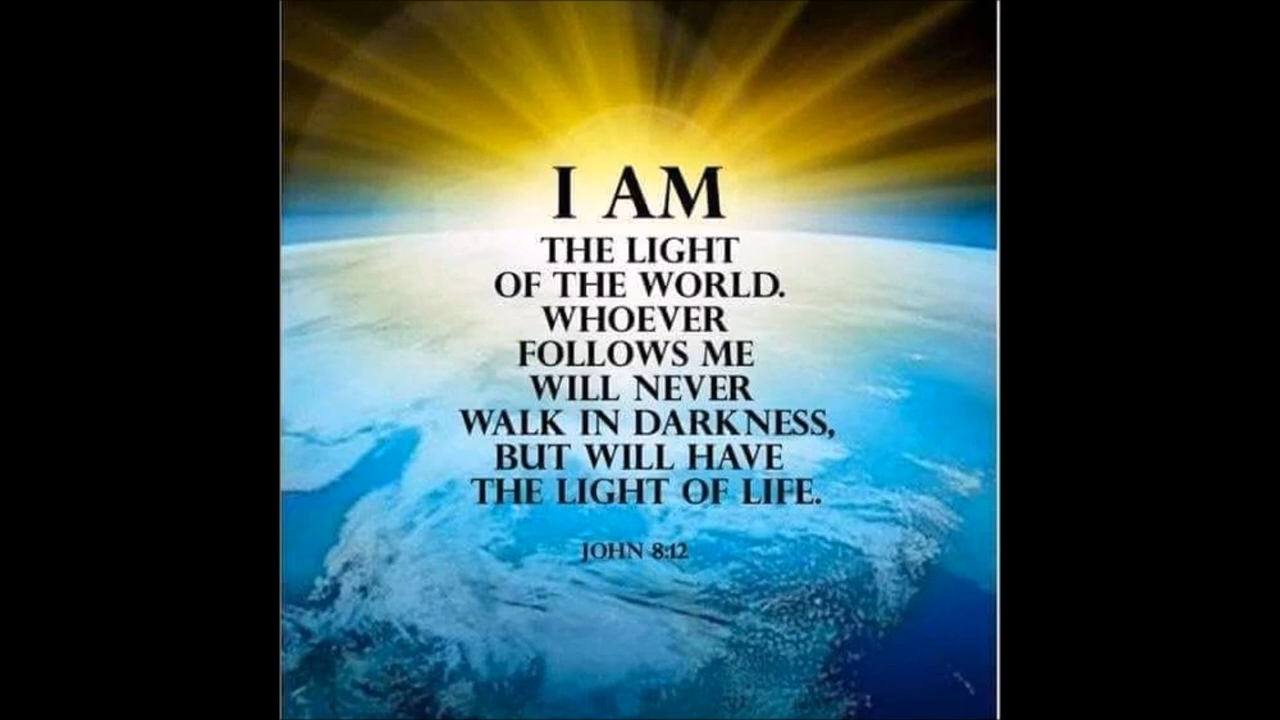 I AM
THE LIGHT
OF THE WORLD.
WHOEVER
FOLLOWS ME
WILL NEVER
WALK IN DARKNESS,
BUT WILL HAVE
THE LIGHT OF LIFE.
JOHN 8:12